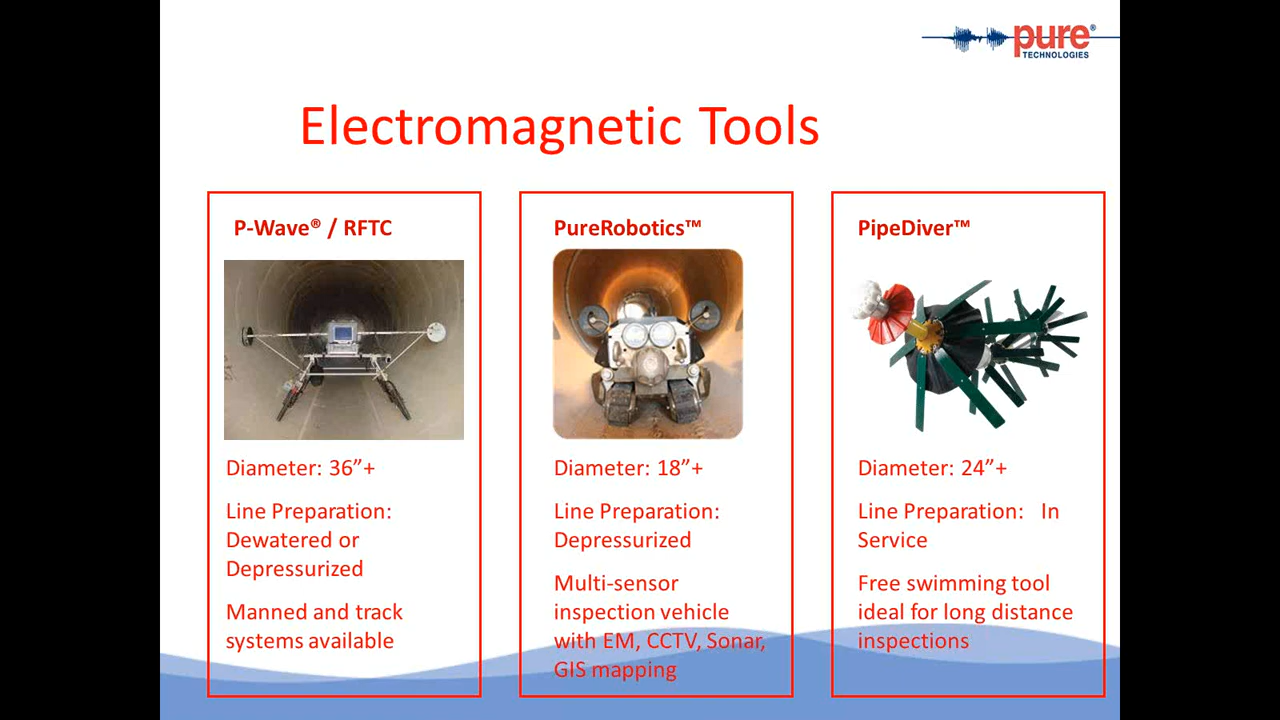 pure®
TECHNOLOGIES
Electromagnetic Tools
P-Wave® / RFTC
Diameter: 36”+
Line Preparation:
Dewatered or
Depressurized
Manned and track
systems available
PureRobotics™
Diameter: 18”+
Line Preparation:
Depressurized
Multi-sensor
inspection vehicle
with EM, CCTV, Sonar,
GIS mapping
PipeDiver™
Diameter: 24”+
Line Preparation: In
Service
Free swimming tool
ideal for long distance
inspections